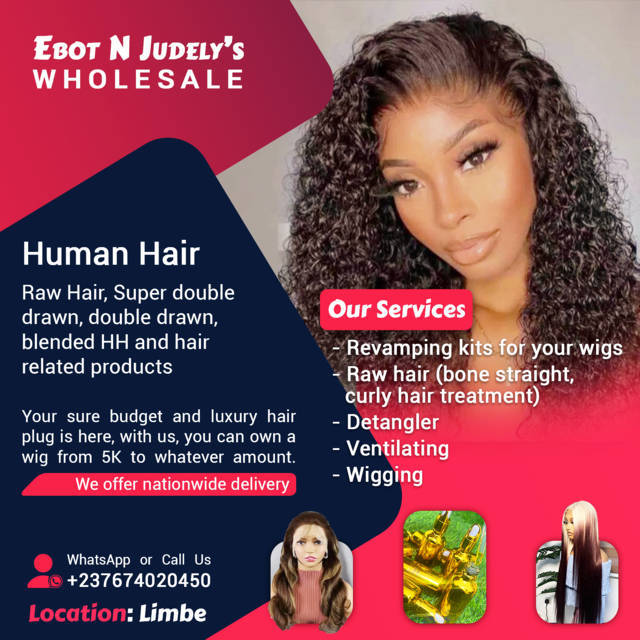 EBOT N JUDELY'S
WHOLESALE
Human Hair
Raw Hair, Super double
drawn, double drawn,
blended HH and hair
related products
Your sure budget and luxury hair
plug is here, with us, you can own a
wig from 5K to whatever amount.
We offer nationwide delivery
Our Services
- Revamping kits for your wigs
- Raw hair (bone straight,
curly hair treatment)
- Detangler
- Ventilating
- Wigging
WhatsApp or Call Us
+237674020450
Location: Limbe